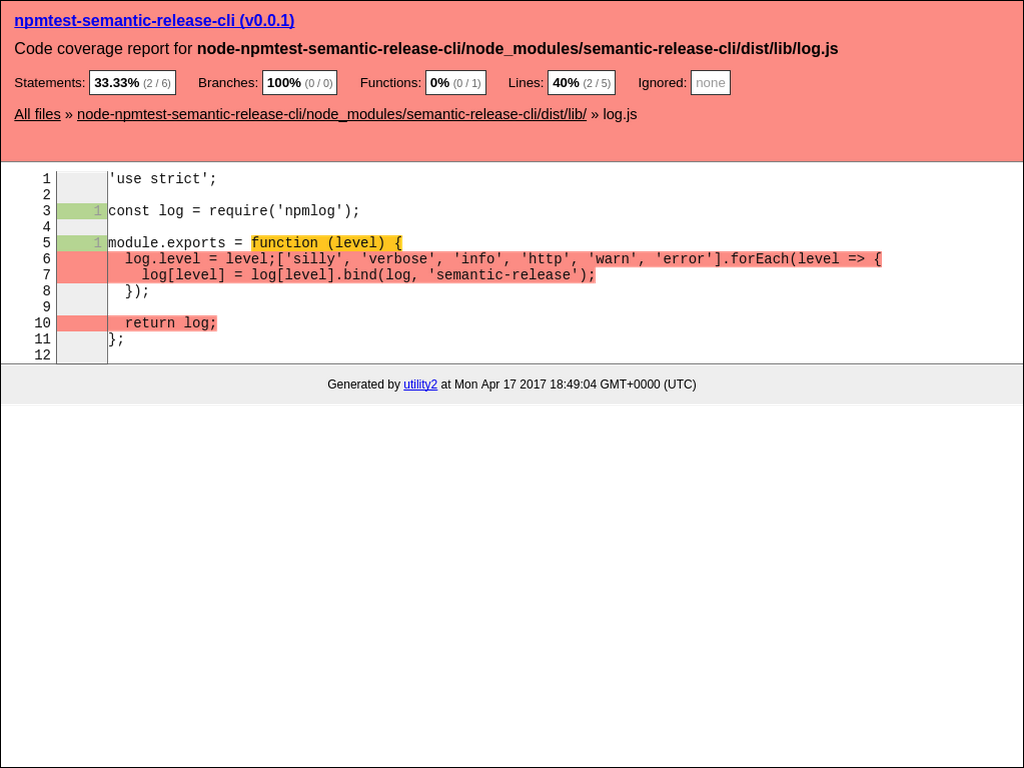 npmtest-semantic-release-cli (v0.0.1)
Code coverage report for node-npmtest-semantic-release-cli/node_modules/semantic-release-cli/dist/lib/log.js
Statements: 33.33% (2 / 6) Branches: 100% (0 / 0) Functions: 0% (0 / 1) Lines: 40% (2 / 5) Ignored: none
All files » node-npmtest-semantic-release-cli/node_modules/semantic-release-cli/dist/lib/ » log.js
1 'use strict';
2
3 1 const log = require('npmlog');
4
5 1 module.exports = function (level) {
6 log.level = level;['silly', 'verbose', 'info', 'http', 'warn', 'error'].forEach(level => {
7 log[level] = log[level].bind(log, 'semantic-release');
8 });
9
10 return log;
11 };
12
Generated by utility2 at Mon Apr 17 2017 18:49:04 GMT+0000 (UTC)